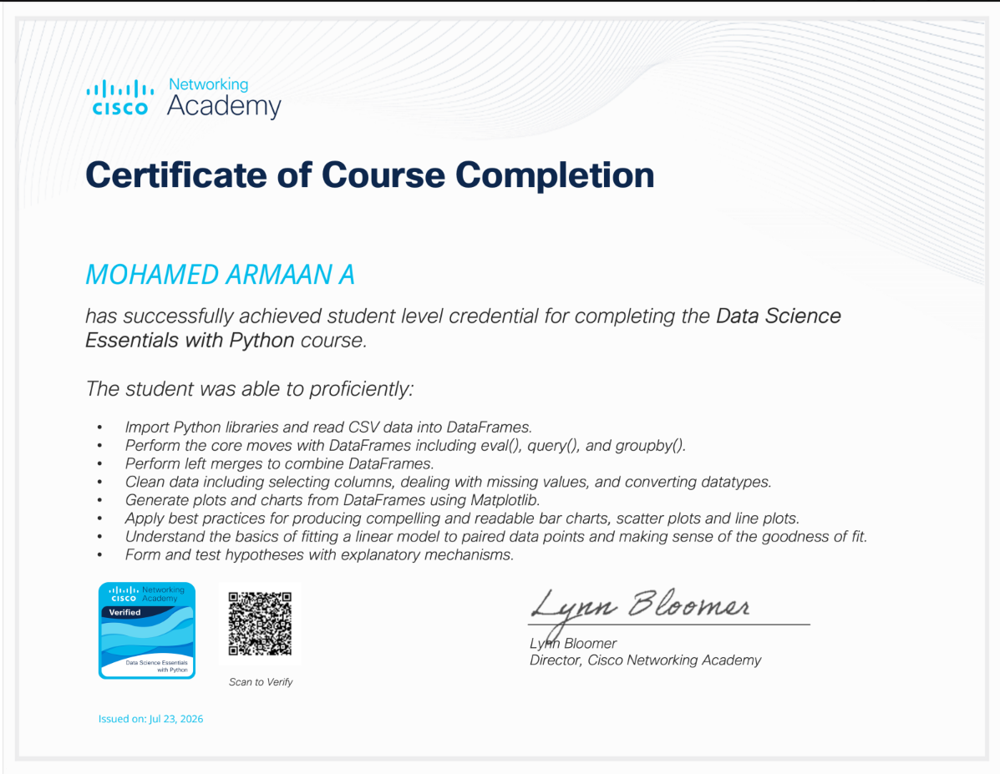 Networking
CISCO Academy
Certificate of Course Completion
MOHAMED ARMAAN A
has successfully achieved student level credential for completing the Data Science
Essentials with Python course.
The student was able to proficiently:
• Import Python libraries and read CSV data into DataFrames.
• Perform the core moves with DataFrames including eval(), query(), and groupby().
• Perform left merges to combine DataFrames.
• Clean data including selecting columns, dealing with missing values, and converting datatypes.
• Generate plots and charts from DataFrames using Matplotlib.
• Apply best practices for producing compelling and readable bar charts, scatter plots and line plots.
• Understand the basics of fitting a linear model to paired data points and making sense of the goodness of fit.
• Form and test hypotheses with explanatory mechanisms.
Networking
CISCO Academy
Verified
Data Science Essentials
with Python
Scan to Verify
Lynn Bloomer
Lynn Bloomer
Director, Cisco Networking Academy
Issued on: Jul 23, 2026